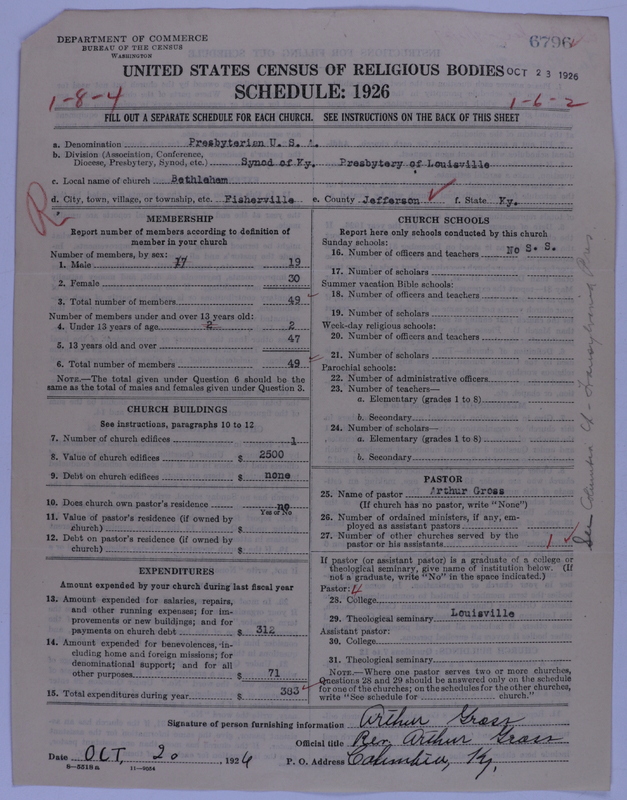 DEPARTMENT OF COMMERCE
BUREAU OF THE CENSUS
WASHINGTON
6796
UNITED STATES CENSUS OF RELIGIOUS BODIES OCT 23 1926
SCHEDULE: 1926
1-8-4
1-6-2
FILL OUT A SEPARATE SCHEDULE FOR EACH CHURCH. SEE INSTRUCTIONS ON THE BACK OF THIS SHEET
a. Denomination Presbyterian U. S. A.
b. Division (Association, Conference,
Diocese, Presbytery, Synod, etc.) Synod of Ky. Presbytery of Louisville
c. Local name of church Bethleham
d. City, town, village, or township, etc. Fisherville e. County Jefferson f. State Ky.
R
MEMBERSHIP
Report number of members according to definition of
member in your church
Number of members, by sex:
1. Male 17 19
2. Female 30
3. Total number of members 49
Number of members under and over 13 years old:
4. Under 13 years of age 2 2
5. 13 years old and over 47
6. Total number of members 49
NOTE.—The total given under Question 6 should be
same as the total of males and females given under Question 3.
CHURCH BUILDINGS
See instructions, paragraphs 10 to 12
7. Number of church edifices 1
8. Value of church edifices $ 2500
9. Debt on church edifices $ none
10. Does church own pastor's residence no
Yes or No
11. Value of pastor's residence (if owned by
church) $
12. Debt on pastor's residence (if owned by
church) $
EXPENDITURES
Amount expended by your church during last fiscal year
13. Amount expended for salaries, repairs,
and other running expenses; for im-
provements or new buildings; and for
payments on church debt $ 312
14. Amount expended for benevolences, in-
cluding home and foreign missions; for
denominational support; and for all
other purposes $ 71
15. Total expenditures during year $ 383
CHURCH SCHOOLS
Report here only schools conducted by this church
Sunday schools:
16. Number of officers and teachers No S. S.
17. Number of scholars
Summer vacation Bible schools:
18. Number of officers and teachers
19. Number of scholars
Week-day religious schools:
20. Number of officers and teachers
21. Number of scholars
Parochial schools:
22. Number of administrative officers
23. Number of teachers—
a. Elementary (grades 1 to 8)
b. Secondary
24. Number of scholars—
a. Elementary (grades 1 to 8)
b. Secondary
PASTOR
25. Name of pastor Arthur Gross
(If church has no pastor, write "None")
26. Number of ordained ministers, if any, em-
ployed as assistant pastors
27. Number of other churches served by the
pastor or his assistants 1
If pastor (or assistant pastor) is a graduate of a college or
theological seminary, give name of institution below. (If
not a graduate, write "No" in the space indicated.)
Pastor:
28. College
29. Theological seminary Louisville
Assistant pastor:
30. College
31. Theological seminary
NOTE.—Where one pastor serves two or more churches,
Questions 28 and 29 should be answered only on the schedule
for one of the churches; on the schedules for the other churches,
write "See schedule for church."
See Columbia Ch - Transylvania Pres
Signature of person furnishing information Arthur Gross
Official title Rev. Arthur Gross
Date Oct, 20, 1926 P. O. Address Columbia, Ky.
8—5518 a 11—9054